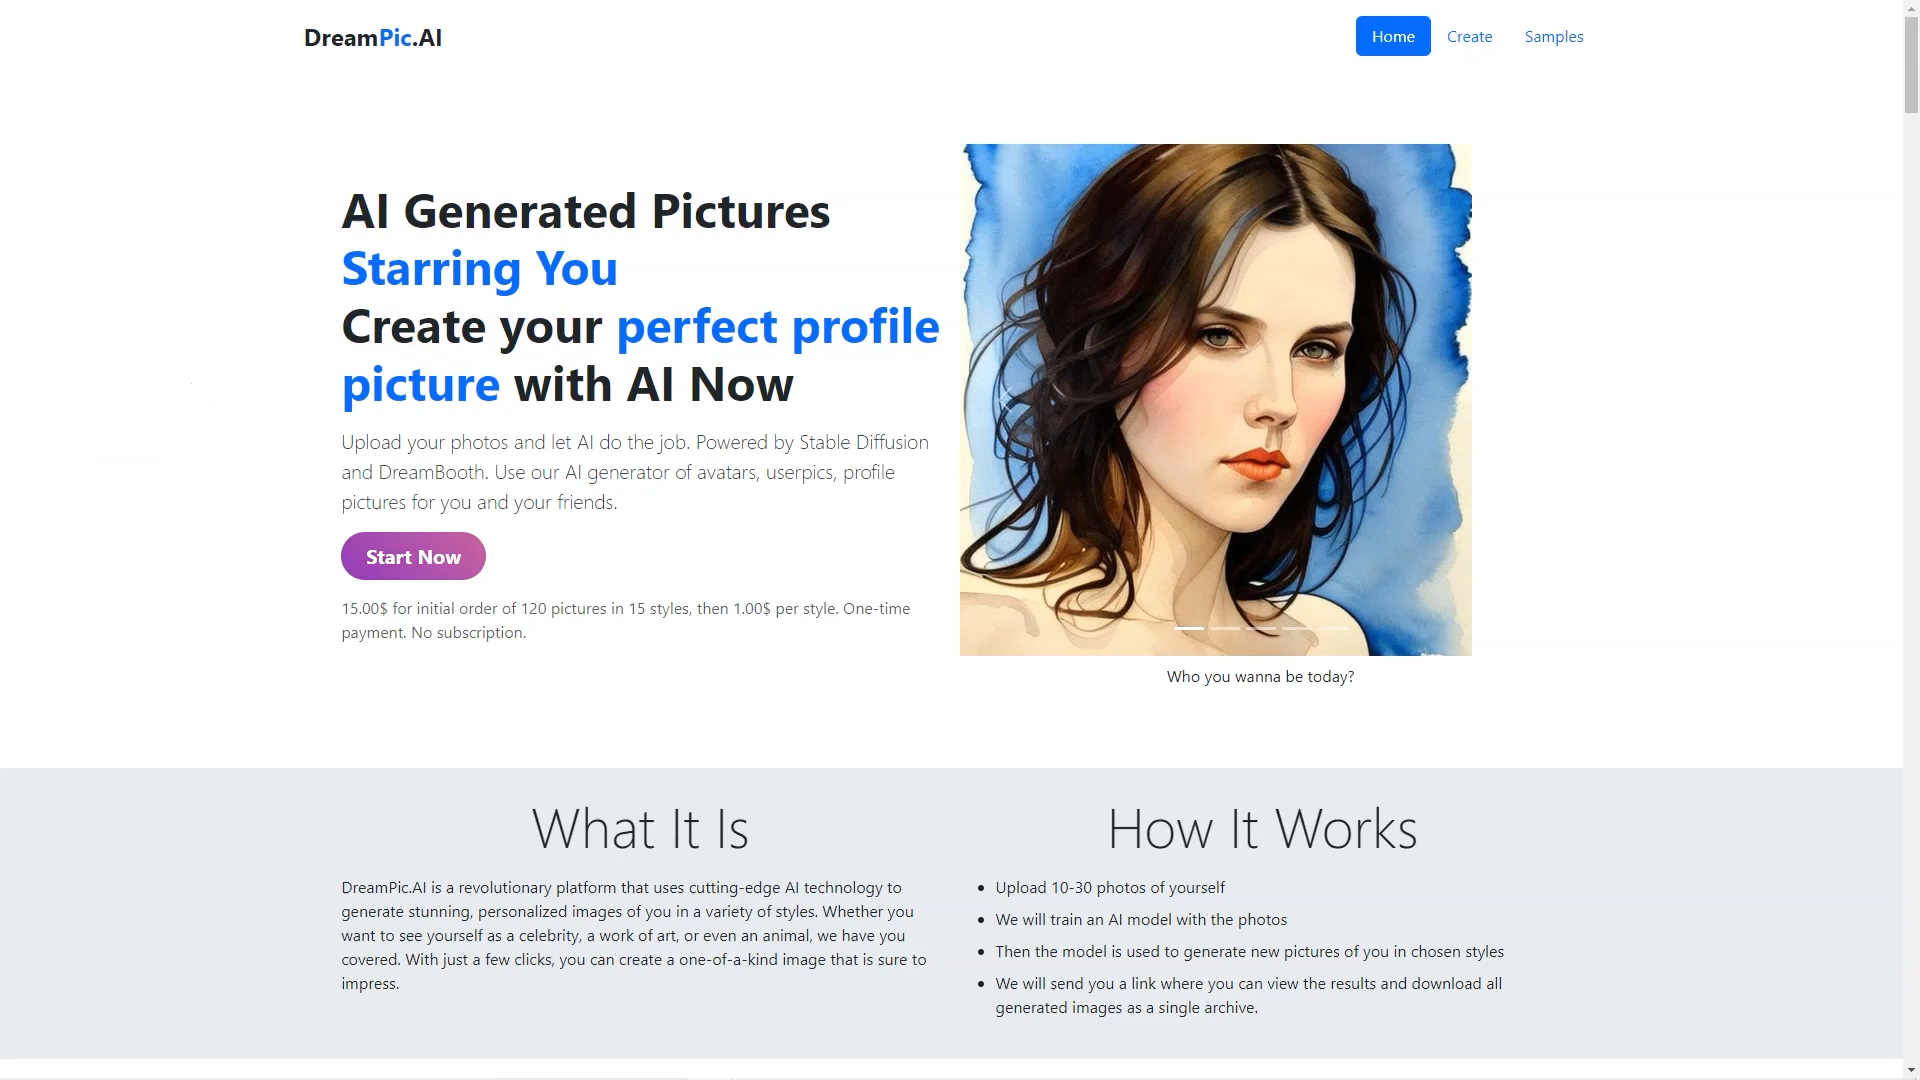 DreamPic.AI
Home Create Samples
AI Generated Pictures
Starring You
Create your perfect profile
picture with AI Now
Upload your photos and let AI do the job. Powered by Stable Diffusion
and DreamBooth. Use our AI generator of avatars, userpics, profile
pictures for you and your friends.
Start Now
15.00$ for initial order of 120 pictures in 15 styles, then 1.00$ per style. One-time
payment. No subscription.
Who you wanna be today?
What It Is
DreamPic.AI is a revolutionary platform that uses cutting-edge AI technology to
generate stunning, personalized images of you in a variety of styles. Whether you
want to see yourself as a celebrity, a work of art, or even an animal, we have you
covered. With just a few clicks, you can create a one-of-a-kind image that is sure to
impress.
How It Works
• Upload 10-30 photos of yourself
• We will train an AI model with the photos
• Then the model is used to generate new pictures of you in chosen styles
• We will send you a link where you can view the results and download all
generated images as a single archive.